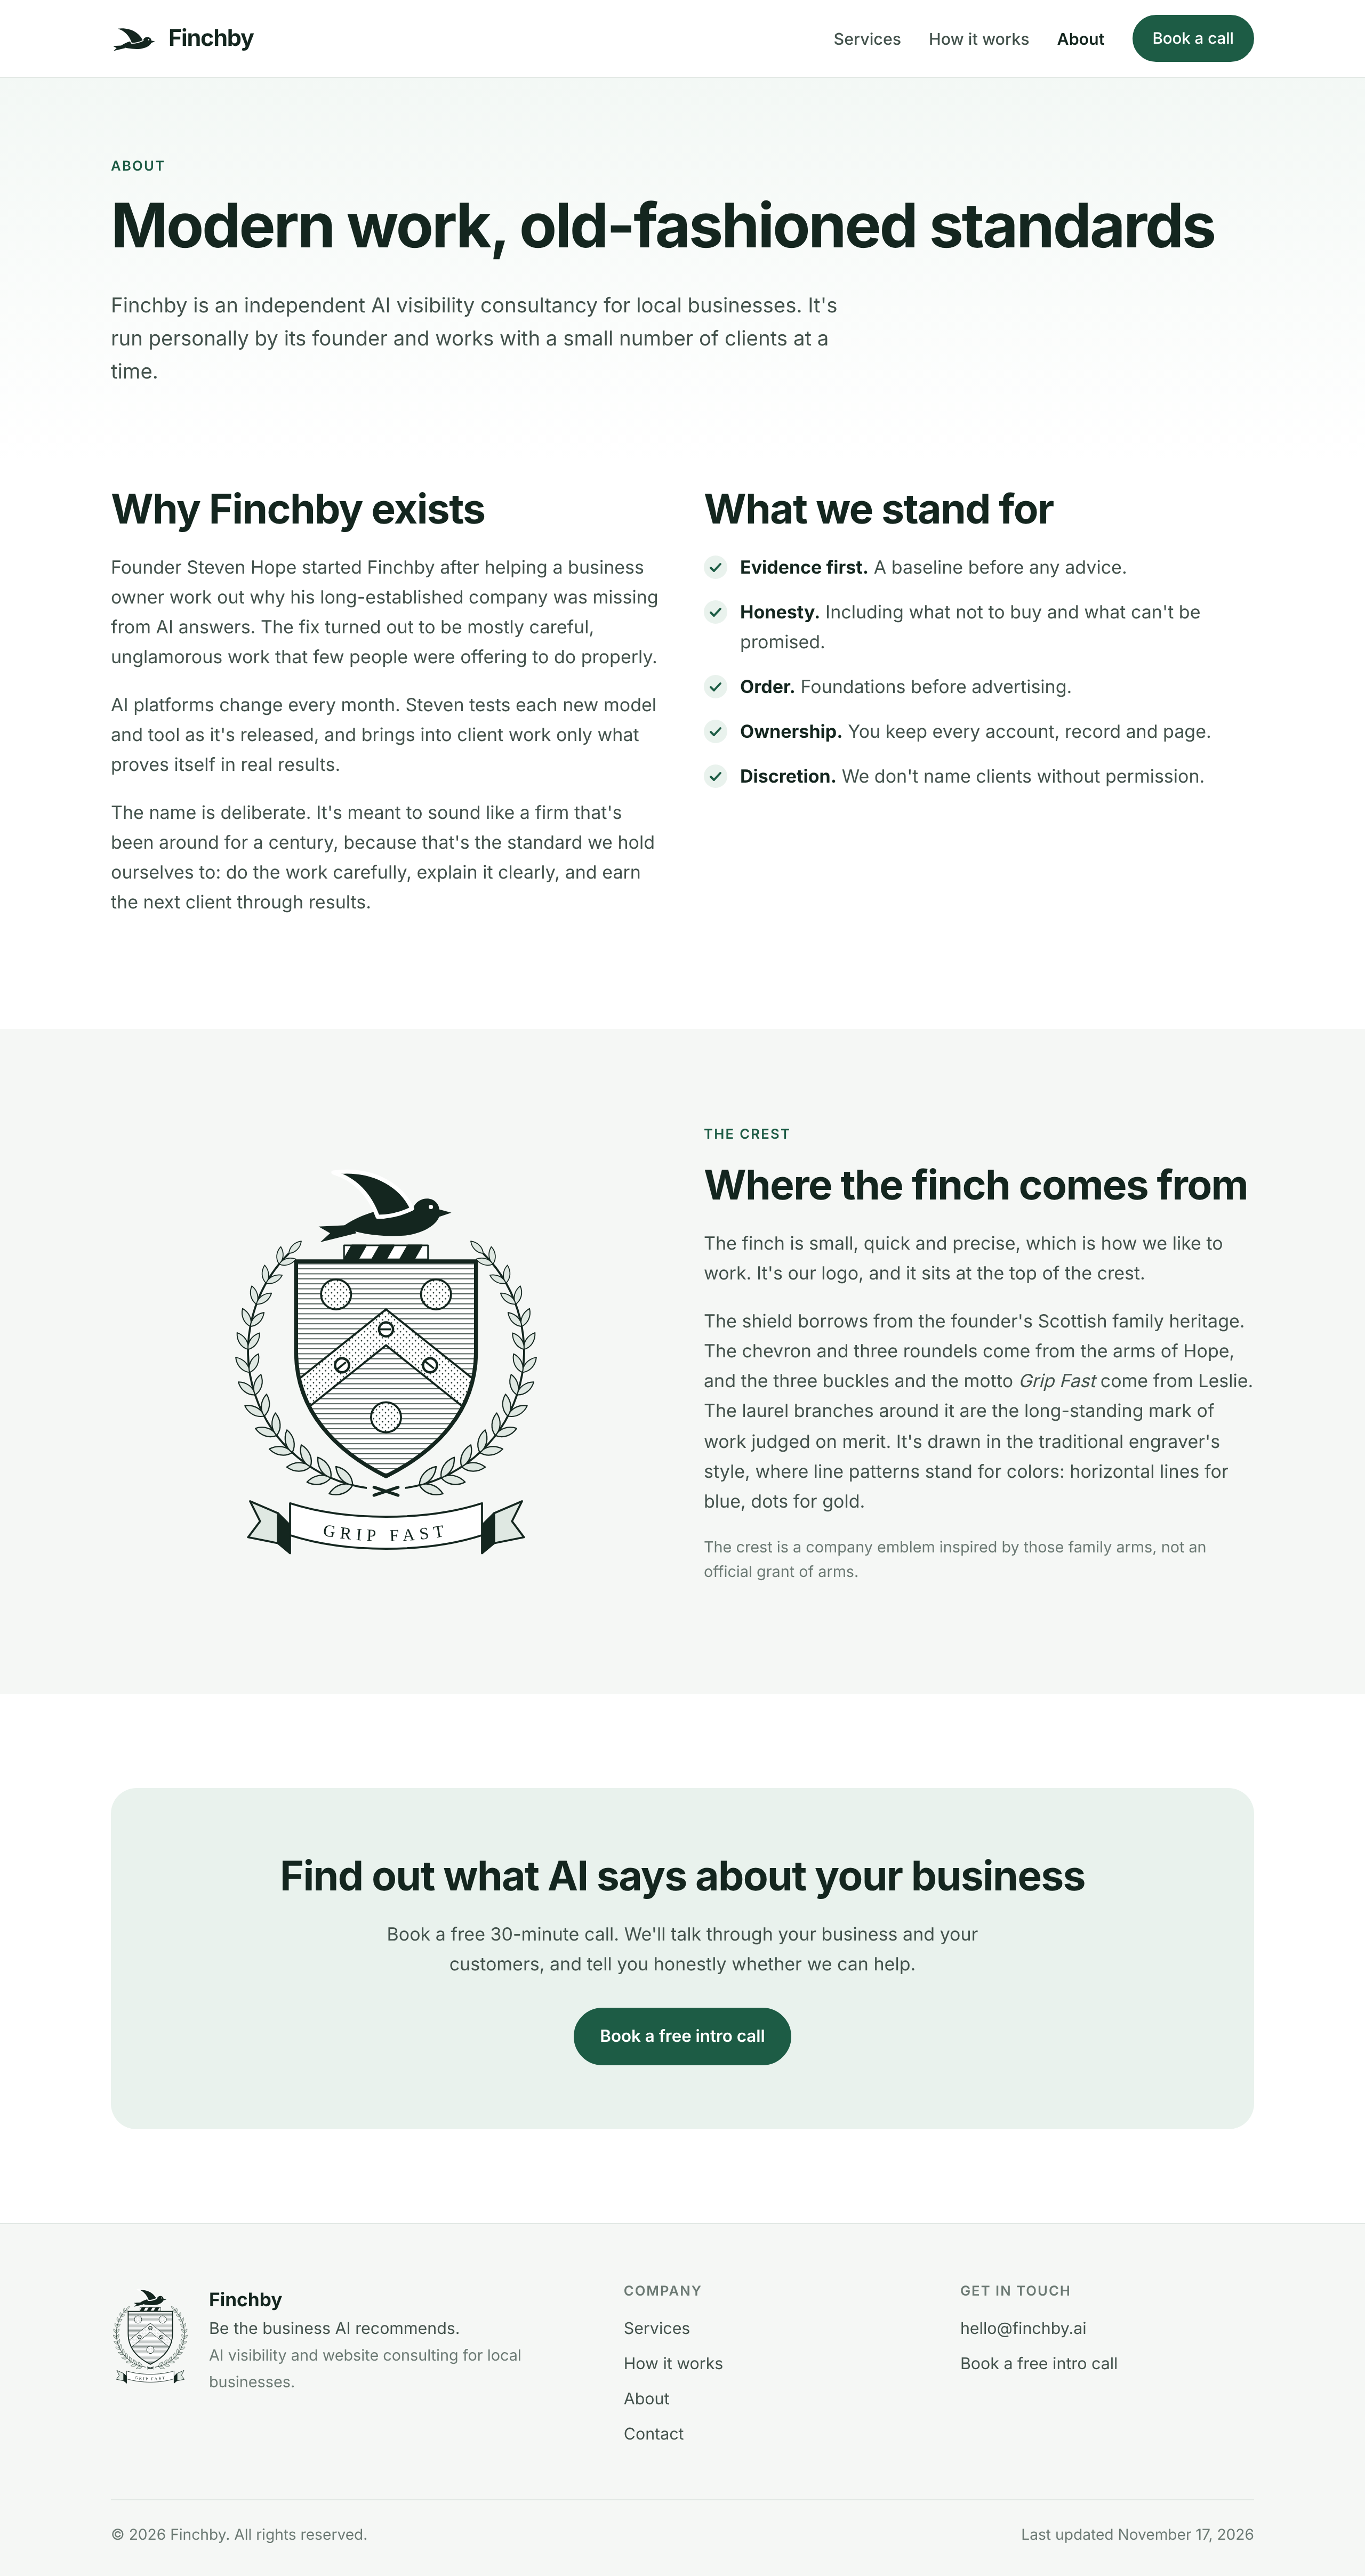 Finchby
Services
How it works
About
Book a call
ABOUT
Modern work, old-fashioned standards
Finchby is an independent AI visibility consultancy for local businesses. It's
run personally by its founder and works with a small number of clients at a
time.
Why Finchby exists
Founder Steven Hope started Finchby after helping a business
owner work out why his long-established company was missing
from AI answers. The fix turned out to be mostly careful,
unglamorous work that few people were offering to do properly.
AI platforms change every month. Steven tests each new model
and tool as it's released, and brings into client work only what
proves itself in real results.
The name is deliberate. It's meant to sound like a firm that's
been around for a century, because that's the standard we hold
ourselves to: do the work carefully, explain it clearly, and earn
the next client through results.
What we stand for
Evidence first. A baseline before any advice.
Honesty. Including what not to buy and what can't be
promised.
Order. Foundations before advertising.
Ownership. You keep every account, record and page.
Discretion. We don't name clients without permission.
GRIP FAST
THE CREST
Where the finch comes from
The finch is small, quick and precise, which is how we like to
work. It's our logo, and it sits at the top of the crest.
The shield borrows from the founder's Scottish family heritage.
The chevron and three roundels come from the arms of Hope,
and the three buckles and the motto Grip Fast come from Leslie.
The laurel branches around it are the long-standing mark of
work judged on merit. It's drawn in the traditional engraver's
style, where line patterns stand for colors: horizontal lines for
blue, dots for gold.
The crest is a company emblem inspired by those family arms, not an
official grant of arms.
Find out what AI says about your business
Book a free 30-minute call. We'll talk through your business and your
customers, and tell you honestly whether we can help.
Book a free intro call
GRIP FAST
Finchby
Be the business AI recommends.
AI visibility and website consulting for local
businesses.
COMPANY
Services
How it works
About
Contact
GET IN TOUCH
hello@finchby.ai
Book a free intro call
© 2026 Finchby. All rights reserved.
Last updated November 17, 2026